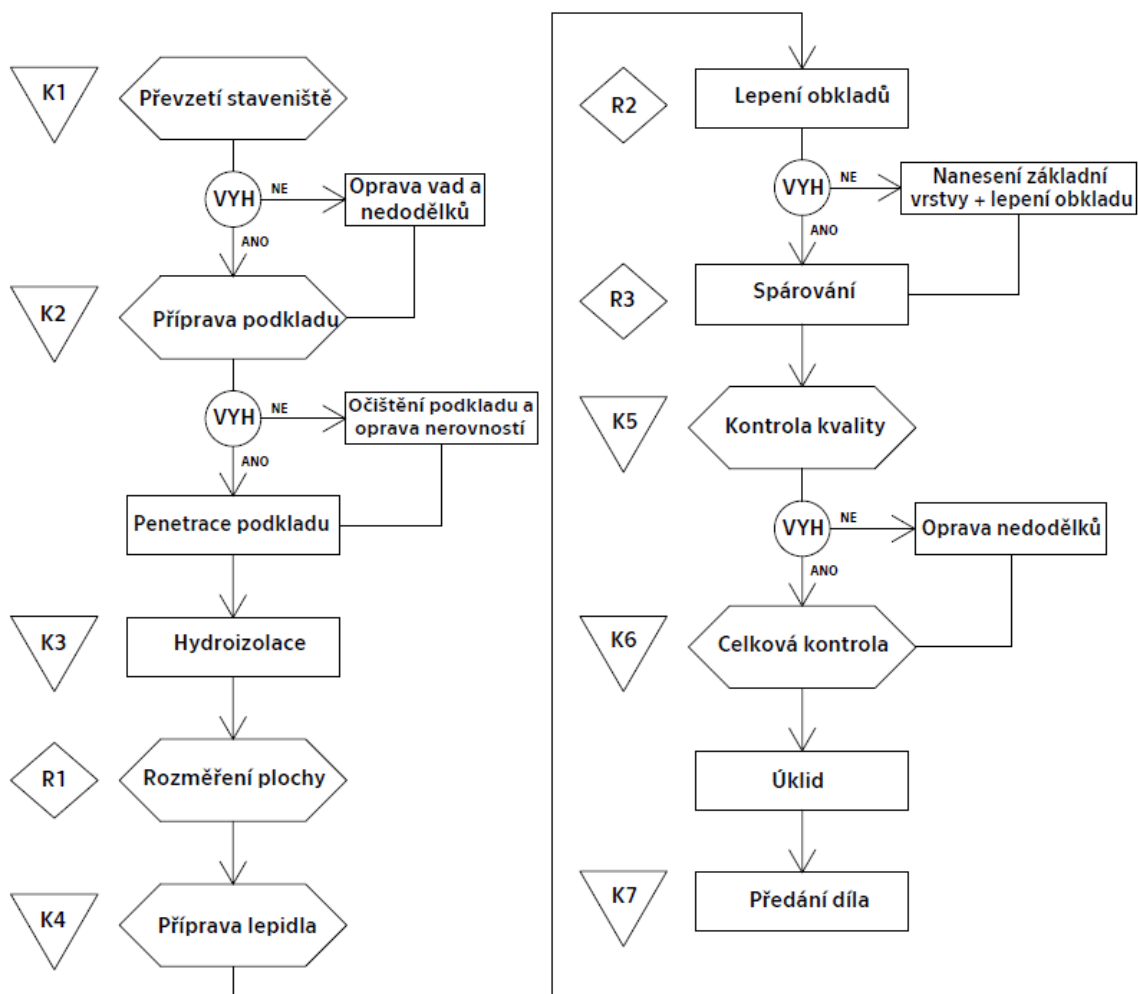 K1
Převzetí staveniště
VYH
NE
Oprava vad a
nedodělků
ANO
K2
Příprava podkladu
VYH
NE
Očištění podkladu a
oprava nerovností
ANO
Penetrace podkladu
K3
Hydroizolace
R1
Rozměření plochy
K4
Příprava lepidla
R2
Lepení obkladů
VYH
NE
Nanesení základní
vrstvy + lepení obkladu
ANO
R3
Spárování
K5
Kontrola kvality
VYH
NE
Oprava nedodělků
ANO
K6
Celková kontrola
Úklid
K7
Předání díla